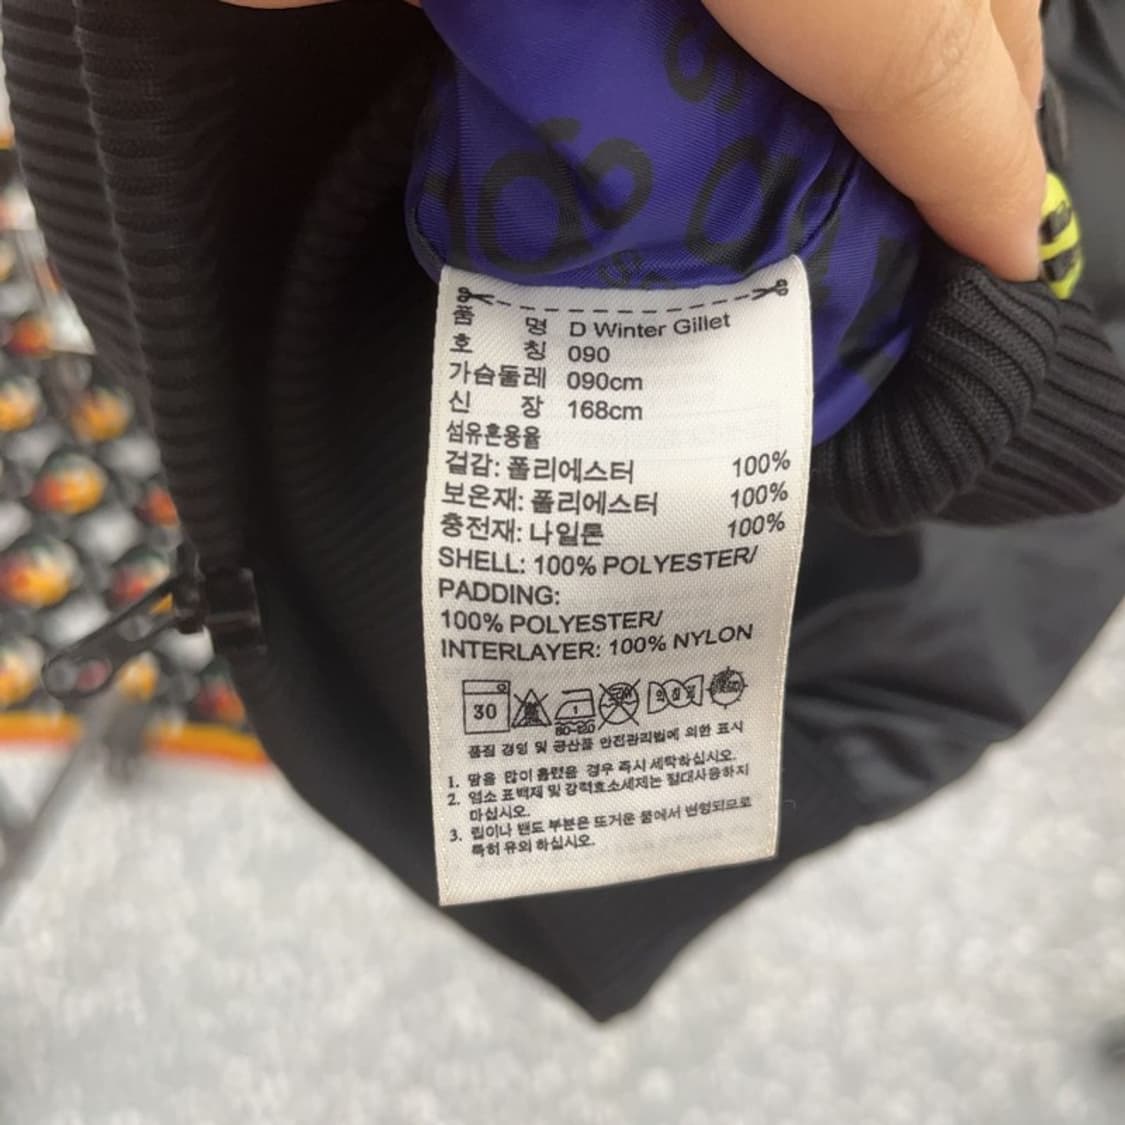 품 명 D Winter Gillet
호 칭 090
가슴둘레 090cm
신 장 168cm
섬유혼용율
겉감: 폴리에스터 100%
보온재: 폴리에스터 100%
충전재: 나일론 100%
SHELL: 100% POLYESTER/
PADDING:
100% POLYESTER/
INTERLAYER: 100% NYLON
30
80-120
품질 경영 및 공산품 안전관리법에 의한 표시
1. 땀을 많이 흘렸을 경우 즉시 세탁하십시오.
2. 염소 표백제 및 강력효소세제는 절대사용하지
마십시오.
3. 립이나 밴드 부분은 뜨거운 물에서 변형되므로
특히 유의 하십시오.